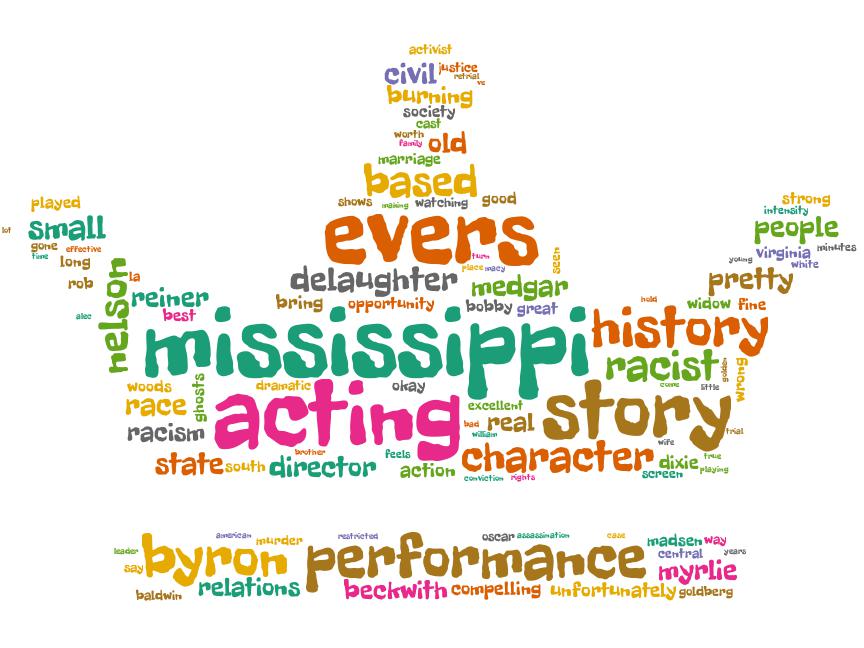 activist
civil justice
retrial
vs
burning
society
cast
worth old
family
marriage
based
shows making watching good
played
strong
lot small
intensity
people
gone effective
time
evers
virginia minutes
young white
long
turn
seen
rob
la
nelson
delaughter
place macy
medgar
pretty
reiner
bring opportunity
bobby great
hold
widow fine
alec
best
mississippi
history
racist
golden
wrong
come little
woods
ghosts
dramatic okay
race
acting
excellent
story
racism
bad real
william
trial
wife
state south
brother
director
feels
action
character
dixie
true
playing
conviction rights
screen
leader
american murder
restricted
oscar assassination
case
madsen way
say
byron
performance
central years
myrlie
baldwin
relations
beckwith compelling unfortunately goldberg